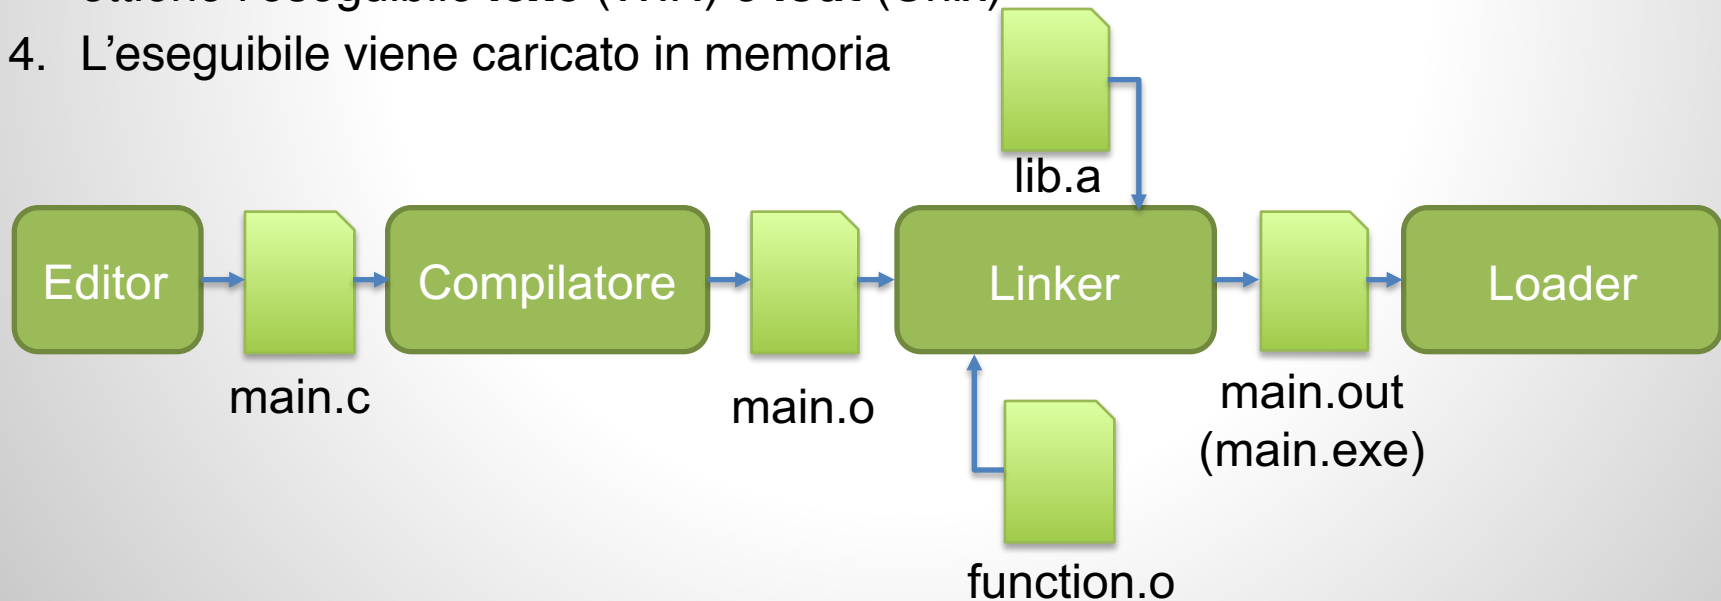 4. L’eseguibile viene caricato in memoria
lib.a
Editor
Compilatore
Linker
Loader
main.c
main.o
main.out
(main.exe)
function.o